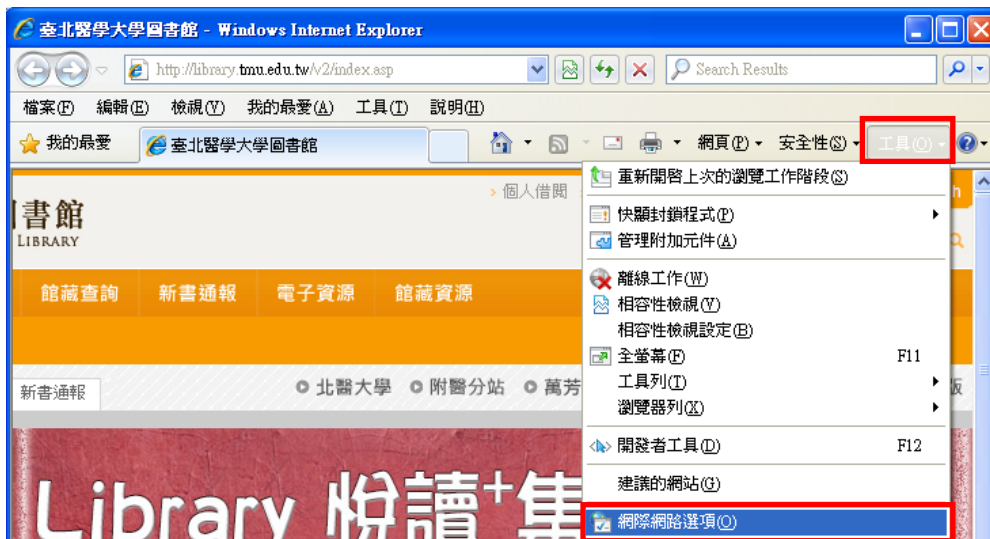 臺北醫學大學圖書館 - Windows Internet Explorer
http://library.tmu.edu.tw/v2/index.asp Search Results
檔案(F) 編輯(E) 檢視(V) 我的最愛(A) 工具(T) 說明(H)
我的最愛 臺北醫學大學圖書館 網頁(P) 安全性(S) 工具(O)
重新開啟上次的瀏覽工作階段(S)
個人借閱 h
書館
LIBRARY
快顯封鎖程式(P)
管理附加元件(A)
離線工作(W)
館藏查詢 新書通報 電子資源 館藏資源
相容性檢視(V)
相容性檢視設定(B)
全螢幕(F) F11
工具列(T)
新書通報 北醫大學 附醫分站 萬芳 版
瀏覽器列(X)
開發者工具(D) F12
建議的網站(G)
Library 悅讀+集
網際網路選項(O)